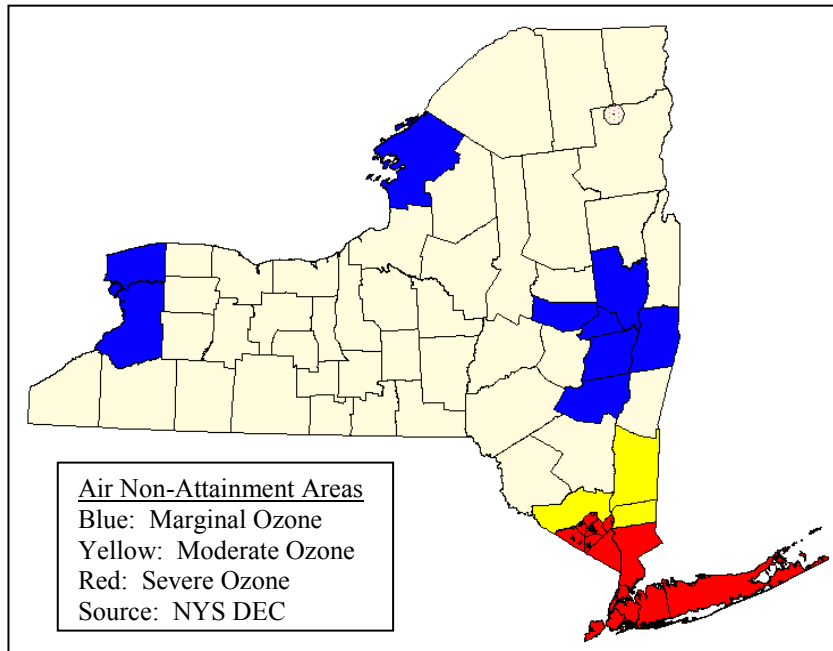 Air Non-Attainment Areas
Blue: Marginal Ozone
Yellow: Moderate Ozone
Red: Severe Ozone
Source: NYS DEC